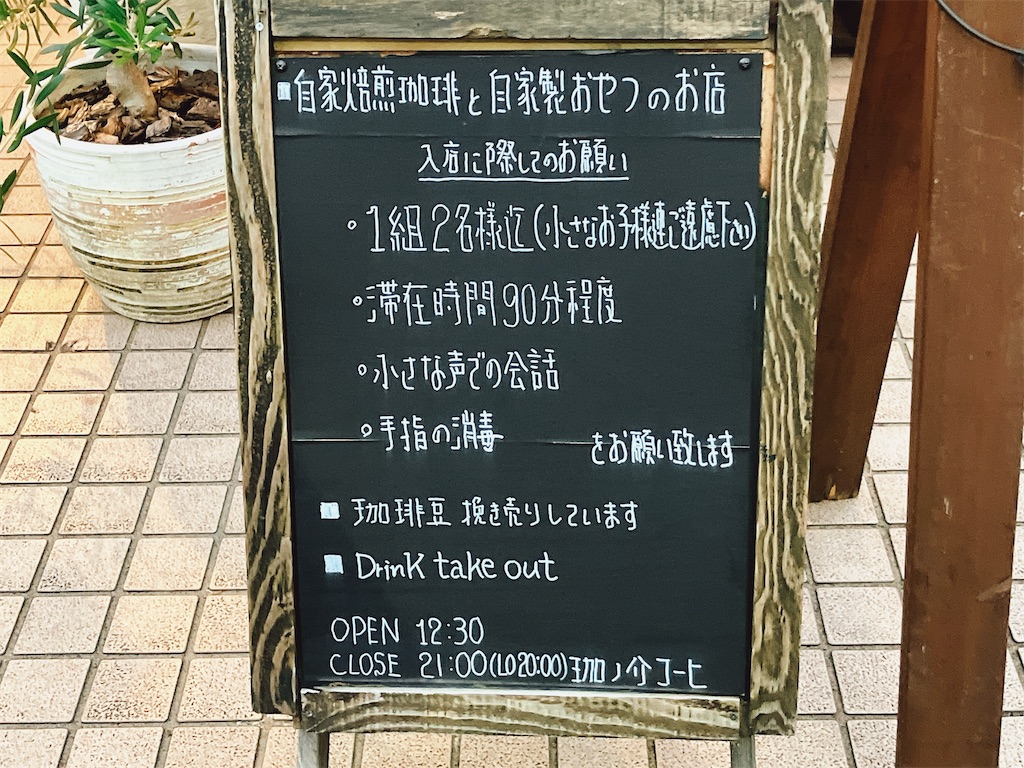 ■自家焙煎珈琲と自家製おやつのお店
入店に際してのお願い
・1組2名様迄(小さなお子様連ご遠慮下さい)
・滞在時間90分程度
・小さな声での会話
・手指の消毒 をお願い致します
■ 珈琲豆 挽き売りしています
■ Drink take out
OPEN 12:30
CLOSE 21:00(LO20:00)珈ノ介コーヒ